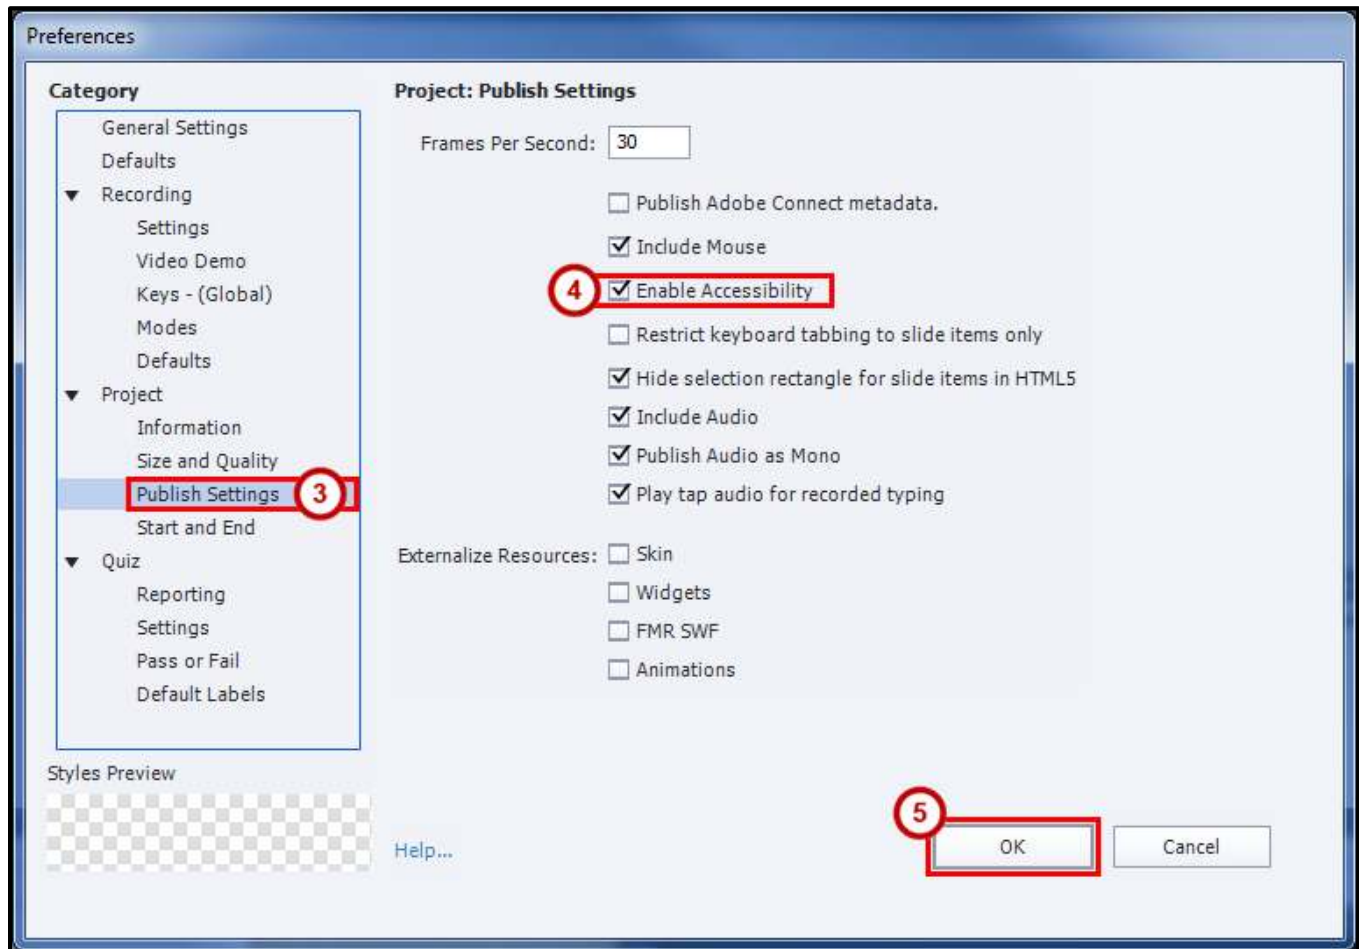 Preferences
Category
General Settings
Defaults
Recording
Settings
Video Demo
Keys - (Global)
Modes
Defaults
Project
Information
Size and Quality
Publish Settings
3
Start and End
Quiz
Reporting
Settings
Pass or Fail
Default Labels
Styles Preview
Project: Publish Settings
Frames Per Second: 30
Publish Adobe Connect metadata.
Include Mouse
4
Enable Accessibility
Restrict keyboard tabbing to slide items only
Hide selection rectangle for slide items in HTML5
Include Audio
Publish Audio as Mono
Play tap audio for recorded typing
Externalize Resources: Skin
Widgets
FMR SWF
Animations
Help...
5
OK
Cancel